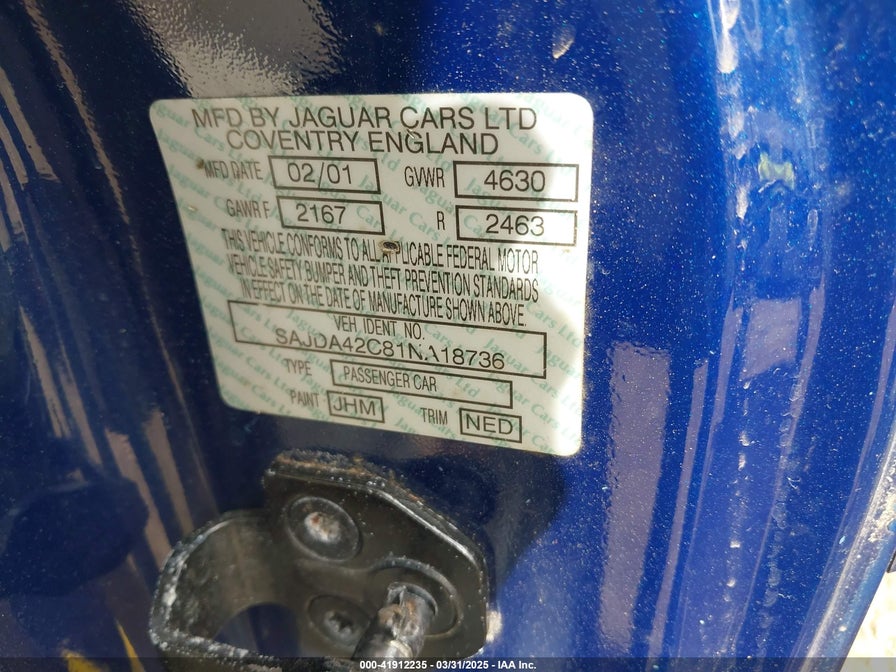 MFD BY JAGUAR CARS LTD
COVENTRY ENGLAND
MFD DATE 02/01 GVWR 4630
GAWR F 2167 R 2463
THIS VEHICLE CONFORMS TO ALL APPLICABLE FEDERAL MOTOR
VEHICLE SAFETY BUMPER AND THEFT PREVENTION STANDARDS
IN EFFECT ON THE DATE OF MANUFACTURE SHOWN ABOVE.
VEH. IDENT. NO.
SAJDA42C81NA18736
TYPE PASSENGER CAR
PAINT JHM TRIM NED
000-41912235 - 03/31/2025 - IAA Inc.